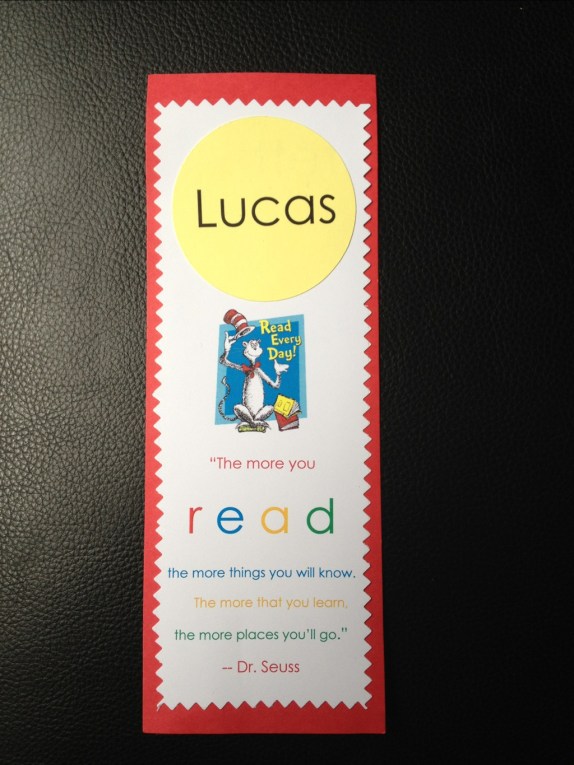 Lucas
Read
Every
Day!
"The more you
read
the more things you will know.
The more that you learn,
the more places you'll go."
-- Dr. Seuss